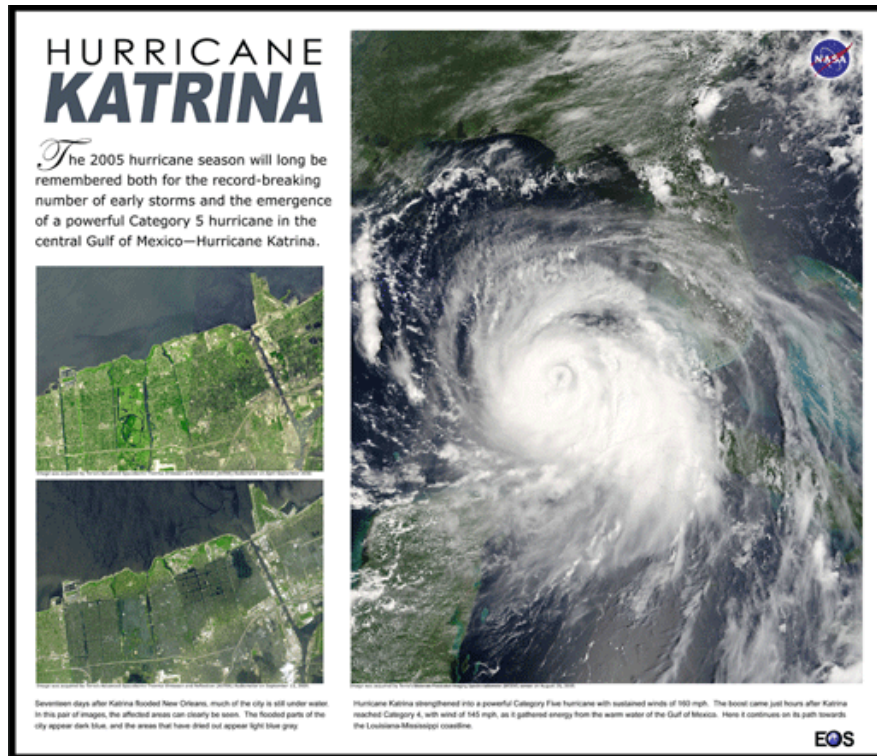 HURRICANE
KATRINA
The 2005 hurricane season will long be
remembered both for the record-breaking
number of early storms and the emergence
of a powerful Category 5 hurricane in the
central Gulf of Mexico—Hurricane Katrina.
Seventeen days after Katrina flooded New Orleans, much of the city is still under water.
In this pair of images, the affected areas can clearly be seen. The flooded parts of the
city appear dark blue, and the areas that have dried out appear light blue gray.
NASA
Hurricane Katrina strengthened into a powerful Category Five hurricane with sustained winds of 160 mph. The boost came just hours after Katrina
reached Category 4, with wind of 145 mph, as it gathered energy from the warm water of the Gulf of Mexico. Here it continues on its path towards
the Louisiana-Mississippi coastline.
EOS